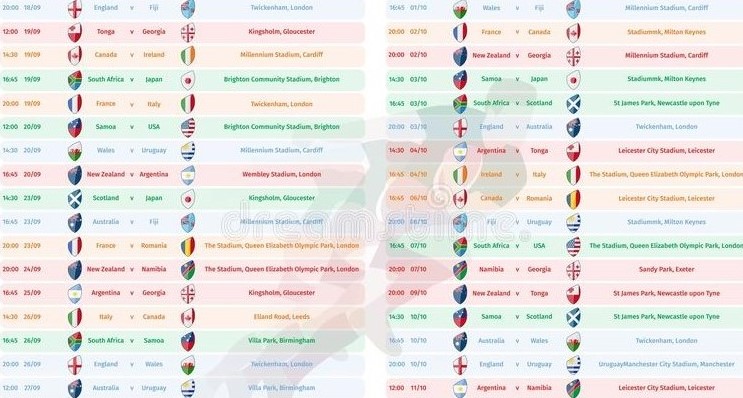 20:00 18/09 England v Fiji Twickenham, London
12:00 19/09 Tonga v Georgia Kingsholm, Gloucester
14:30 19/09 Canada v Ireland Millennium Stadium, Cardiff
16:45 19/09 South Africa v Japan Brighton Community Stadium, Brighton
20:00 19/09 France v Italy Twickenham, London
12:00 20/09 Samoa v USA Brighton Community Stadium, Brighton
14:30 20/09 Wales v Uruguay Millennium Stadium, Cardiff
16:45 20/09 New Zealand v Argentina Wembley Stadium, London
14:30 23/09 Scotland v Japan Kingsholm, Gloucester
16:45 23/09 Australia v Fiji Millennium Stadium, Cardiff
20:00 23/09 France v Romania The Stadium, Queen Elizabeth Olympic Park, London
20:00 24/09 New Zealand v Namibia The Stadium, Queen Elizabeth Olympic Park, London
16:45 25/09 Argentina v Georgia Kingsholm, Gloucester
14:30 26/09 Italy v Canada Elland Road, Leeds
16:45 26/09 South Africa v Samoa Villa Park, Birmingham
20:00 26/09 England v Wales Twickenham, London
12:00 27/09 Australia v Uruguay Villa Park, Birmingham
16:45 01/10 Wales v Fiji Millennium Stadium, Cardiff
20:00 02/10 France v Canada Stadiummk, Milton Keynes
20:00 02/10 New Zealand v Georgia Millennium Stadium, Cardiff
14:30 03/10 Samoa v Japan Stadiummk, Milton Keynes
16:45 03/10 South Africa v Scotland St James Park, Newcastle upon Tyne
20:00 03/10 England v Australia Twickenham, London
14:30 04/10 Argentina v Tonga Leicester City Stadium, Leicester
16:45 04/10 Ireland v Italy The Stadium, Queen Elizabeth Olympic Park, London
16:45 06/10 Canada v Romania Leicester City Stadium, Leicester
20:00 06/10 Fiji v Uruguay Stadiummk, Milton Keynes
16:45 07/10 South Africa v USA The Stadium, Queen Elizabeth Olympic Park, London
20:00 07/10 Namibia v Georgia Sandy Park, Exeter
20:00 09/10 New Zealand v Tonga St James Park, Newcastle upon Tyne
14:30 10/10 Samoa v Scotland St James Park, Newcastle upon Tyne
16:45 10/10 Australia v Wales Twickenham, London
20:00 10/10 England v Uruguay UruguayManchester City Stadium, Manchester
12:00 11/10 Argentina v Namibia Leicester City Stadium, Leicester
dreamstime